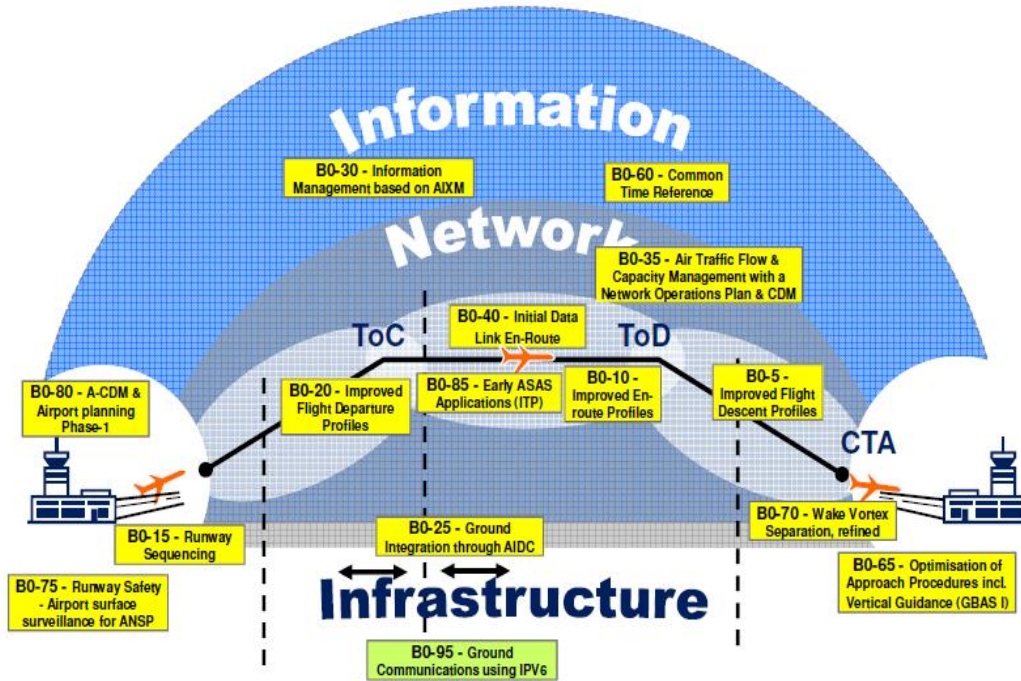 Information
B0-30 - Information
Management based on AIXM
B0-60 - Common
Time Reference
Network
B0-35 - Air Traffic Flow &
Capacity Management with a
Network Operations Plan & CDM
B0-40 - Initial Data
Link En-Route
ToC
ToD
B0-80 - A-CDM &
Airport planning
Phase-1
B0-20 - Improved
Flight Departure
Profiles
B0-85 - Early ASAS
Applications (ITP)
B0-10 -
Improved En-
route Profiles
B0-5 -
Improved Flight
Descent Profiles
CTA
B0-15 - Runway
Sequencing
B0-25 - Ground
Integration through AIDC
B0-70 - Wake Vortex
Separation, refined
B0-75 - Runway Safety
- Airport surface
surveillance for ANSP
B0-65 - Optimisation of
Approach Procedures incl.
Vertical Guidance (GBAS I)
Infrastructure
B0-95 - Ground
Communications using IPV6